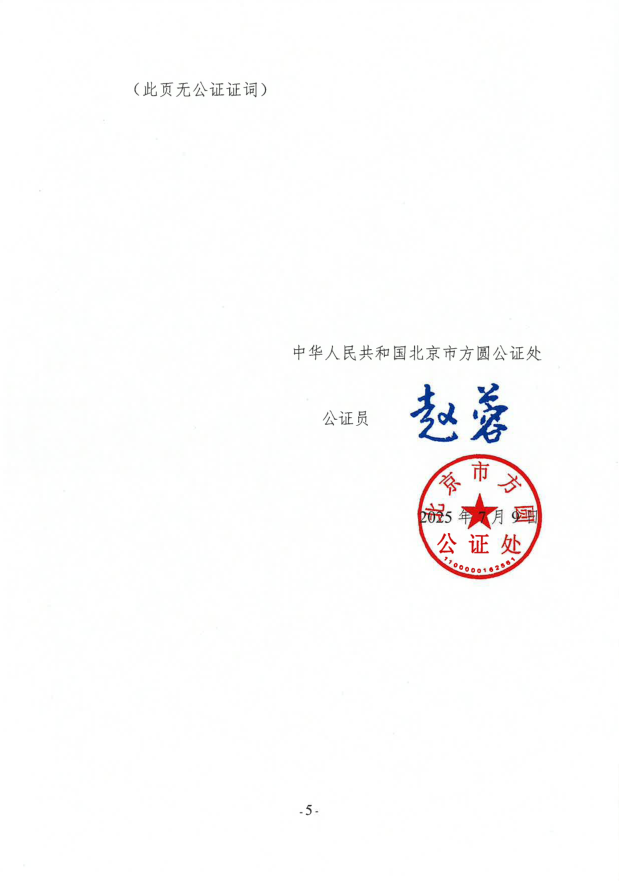 （此页无公证证词）
中华人民共和国北京市方圆公证处
公证员 赵蓉
北京市方圆
2025年7月9日
公证处
-5-